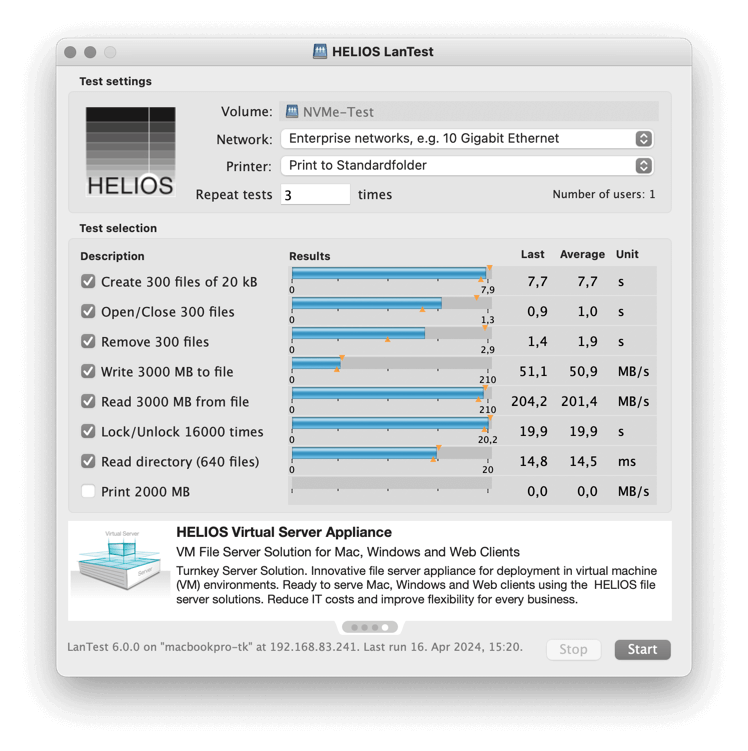 HELIOS LanTest
Test settings
HELIOS
Volume: NVMe-Test
Network: Enterprise networks, e.g. 10 Gigabit Ethernet
Printer: Print to Standardfolder
Repeat tests 3 times Number of users: 1
Test selection
Description Results Last Average Unit
Create 300 files of 20 kB 7,7 7,7 s
0 7,9
Open/Close 300 files 0,9 1,0 s
0 1,3
Remove 300 files 1,4 1,9 s
0 2,9
Write 3000 MB to file 51,1 50,9 MB/s
0 210
Read 3000 MB from file 204,2 201,4 MB/s
0 210
Lock/Unlock 16000 times 19,9 19,9 s
0 20,2
Read directory (640 files) 14,8 14,5 ms
0 20
Print 2000 MB 0,0 0,0 MB/s
Virtual Server
Server
HELIOS Virtual Server Appliance
VM File Server Solution for Mac, Windows and Web Clients
Turnkey Server Solution. Innovative file server appliance for deployment in virtual machine
(VM) environments. Ready to serve Mac, Windows and Web clients using the HELIOS file
server solutions. Reduce IT costs and improve flexibility for every business.
LanTest 6.0.0 on "macbookpro-tk" at 192.168.83.241. Last run 16. Apr 2024, 15:20.
Stop Start